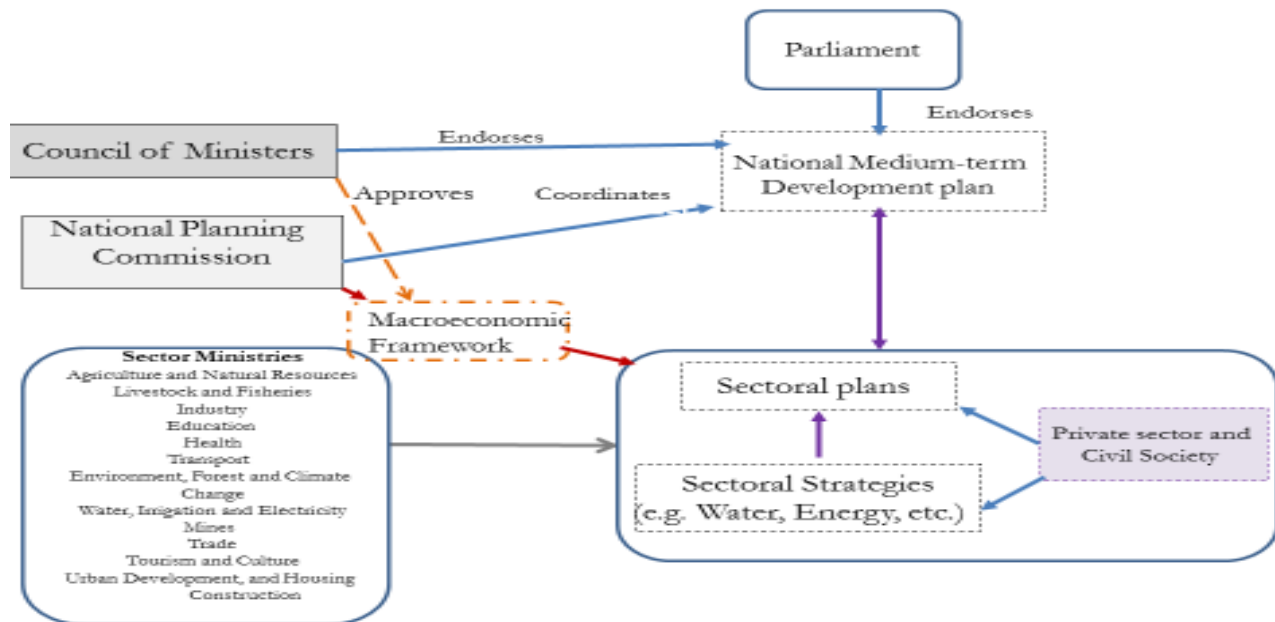 Parliament
Endorses
Council of Ministers
Endorses
National Medium-term
Development plan
Approves
Coordinates
National Planning
Commission
Macroeconomic
Framework
Sector Ministries
Agriculture and Natural Resources
Livestock and Fisheries
Industry
Education
Health
Transport
Environment, Forest and Climate
Change
Water, Irrigation and Electricity
Mines
Trade
Tourism and Culture
Urban Development, and Housing
Construction
Sectoral plans
Private sector and
Civil Society
Sectoral Strategies
(e.g. Water, Energy, etc.)